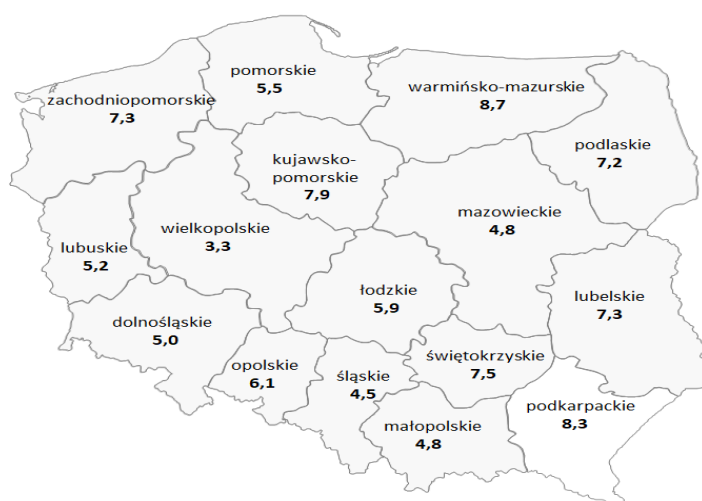 pomorskie
5,5
warmińsko-mazurskie
8,7
zachodniopomorskie
7,3
podlaskie
7,2
kujawsko-
pomorskie
7,9
mazowieckie
4,8
wielkopolskie
3,3
lubuskie
5,2
łodzkie
5,9
lubelskie
7,3
dolnośląskie
5,0
opolskie
6,1
śląskie
4,5
świętokrzyskie
7,5
podkarpackie
8,3
małopolskie
4,8